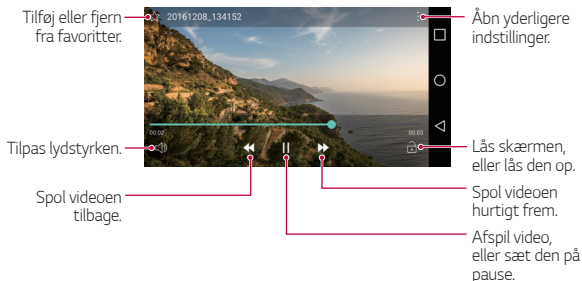 Tilføj eller fjern
fra favoritter.
20161208_134152
Åbn yderligere
indstillinger.
00:02
00:03
Tilpas lydstyrken.
Lås skærmen,
eller lås den op.
Spol videoen
tilbage.
Spol videoen
hurtigt frem.
Afspil video,
eller sæt den på
pause.